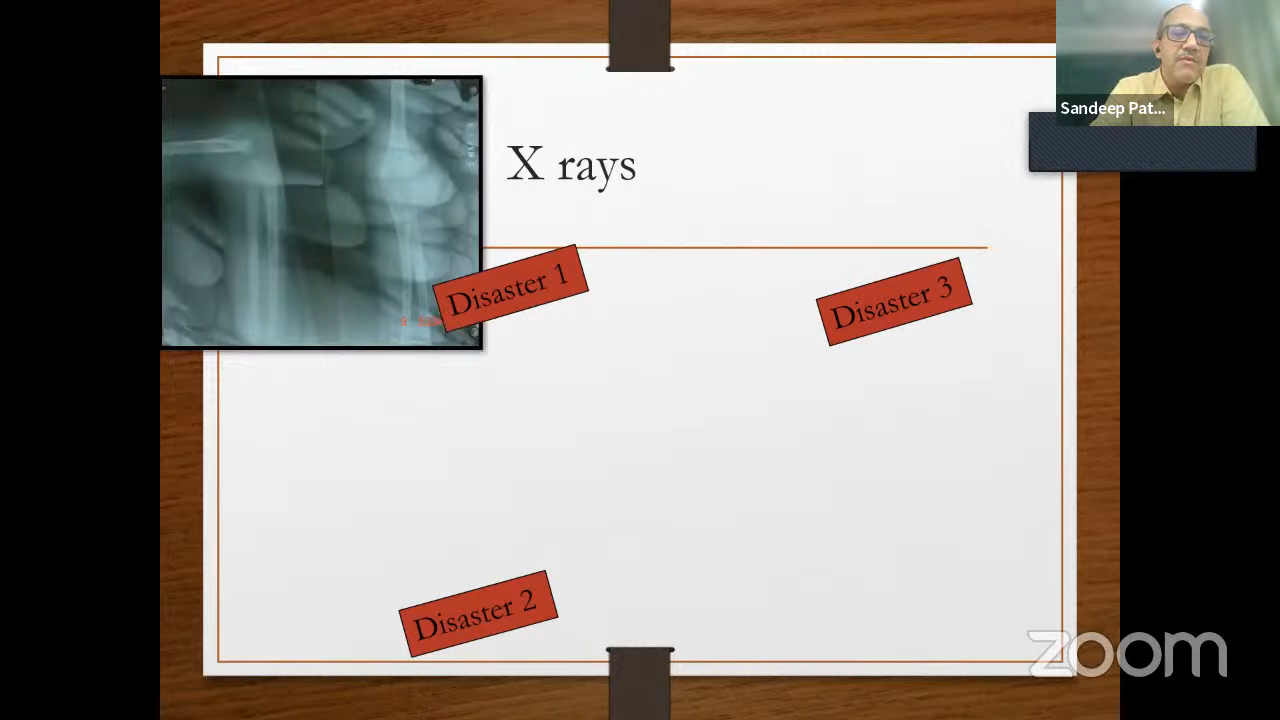 Sandeep Pat...
X rays
Disaster 1
Disaster 3
Disaster 2
zoom